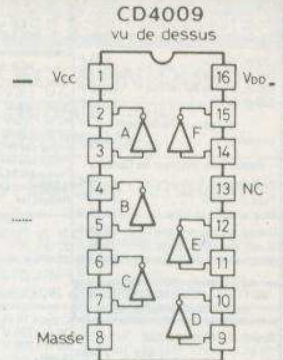 CD4009
vu de dessus
Vcc 1 16 VDD
2 A F 15
3 14
4 B 13 NC
5 E 12
6 C 11
7 D 10
Masse 8 9